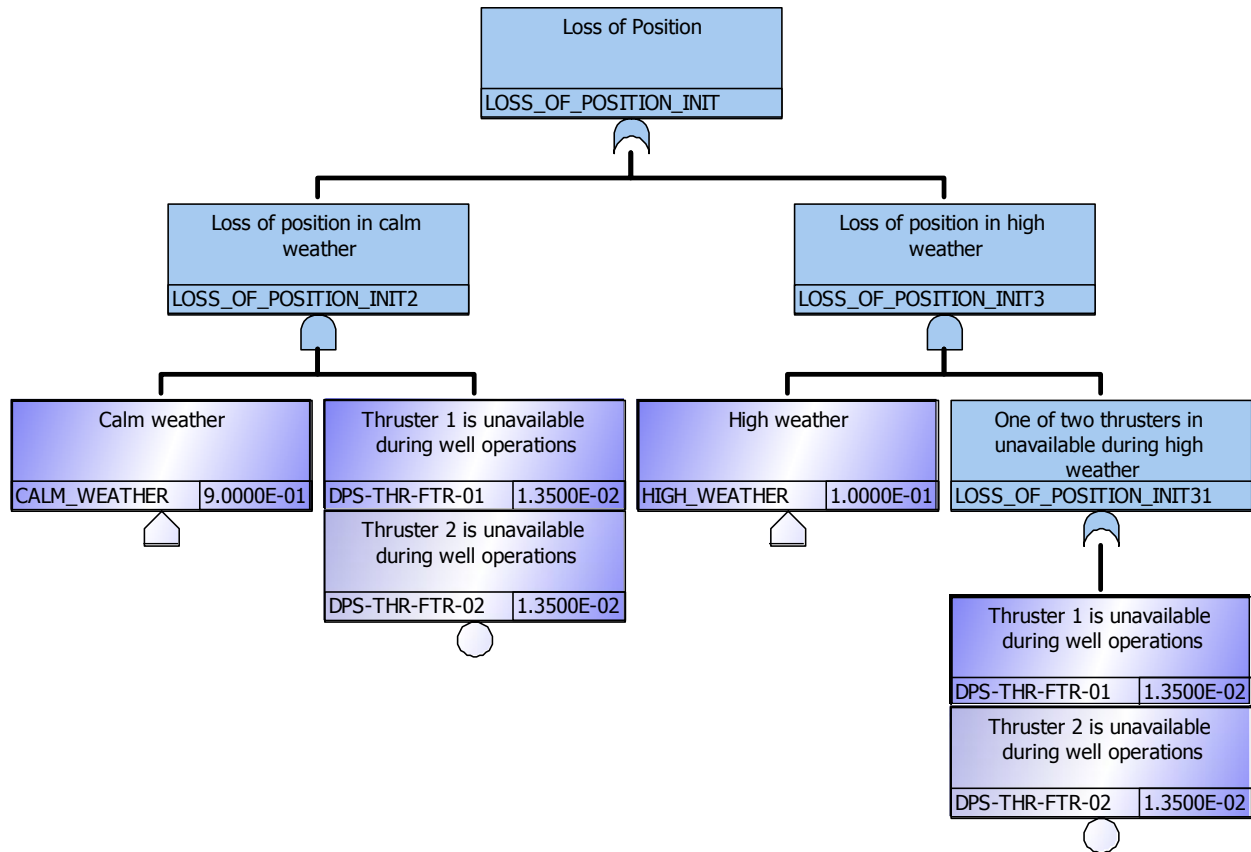 Loss of Position
LOSS_OF_POSITION_INIT
Loss of position in calm
weather
LOSS_OF_POSITION_INIT2
Loss of position in high
weather
LOSS_OF_POSITION_INIT3
Calm weather
CALM_WEATHER 9.0000E-01
Thruster 1 is unavailable
during well operations
DPS-THR-FTR-01 1.3500E-02
Thruster 2 is unavailable
during well operations
DPS-THR-FTR-02 1.3500E-02
High weather
HIGH_WEATHER 1.0000E-01
One of two thrusters in
unavailable during high
weather
LOSS_OF_POSITION_INIT31
Thruster 1 is unavailable
during well operations
DPS-THR-FTR-01 1.3500E-02
Thruster 2 is unavailable
during well operations
DPS-THR-FTR-02 1.3500E-02